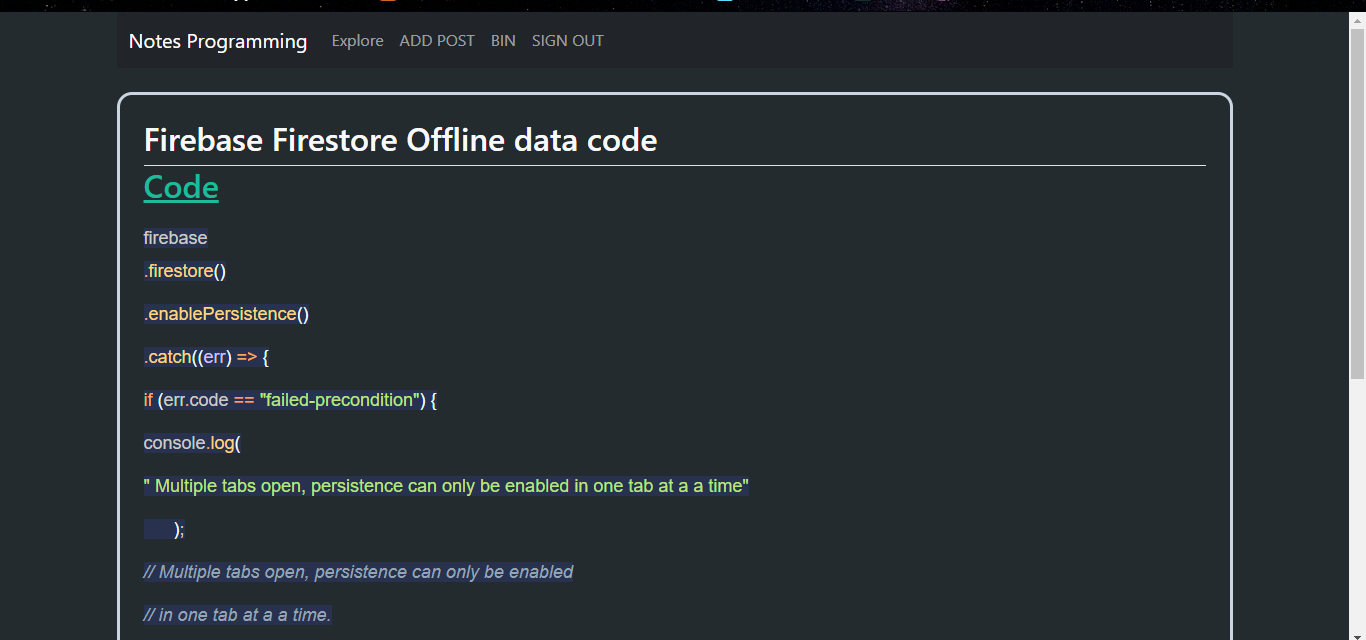 Notes Programming Explore ADD POST BIN SIGN OUT
Firebase Firestore Offline data code
Code
firebase
.firestore()
.enablePersistence()
.catch((err) => {
if (err.code == "failed-precondition") {
console.log(
" Multiple tabs open, persistence can only be enabled in one tab at a a time"
);
// Multiple tabs open, persistence can only be enabled
// in one tab at a a time.